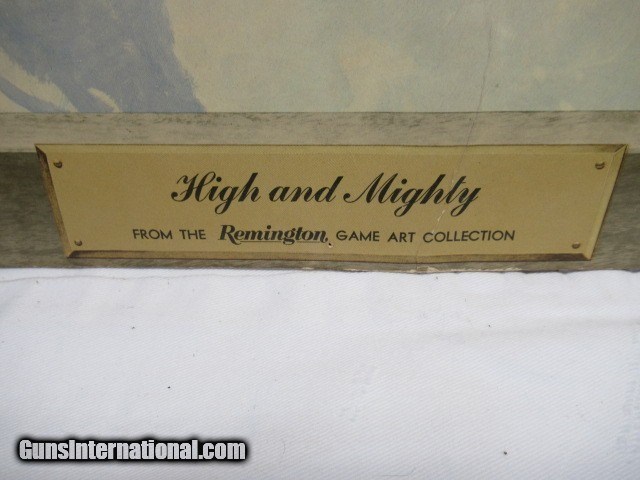 High and Mighty
FROM THE Remington, GAME ART COLLECTION
GunsInternational.com